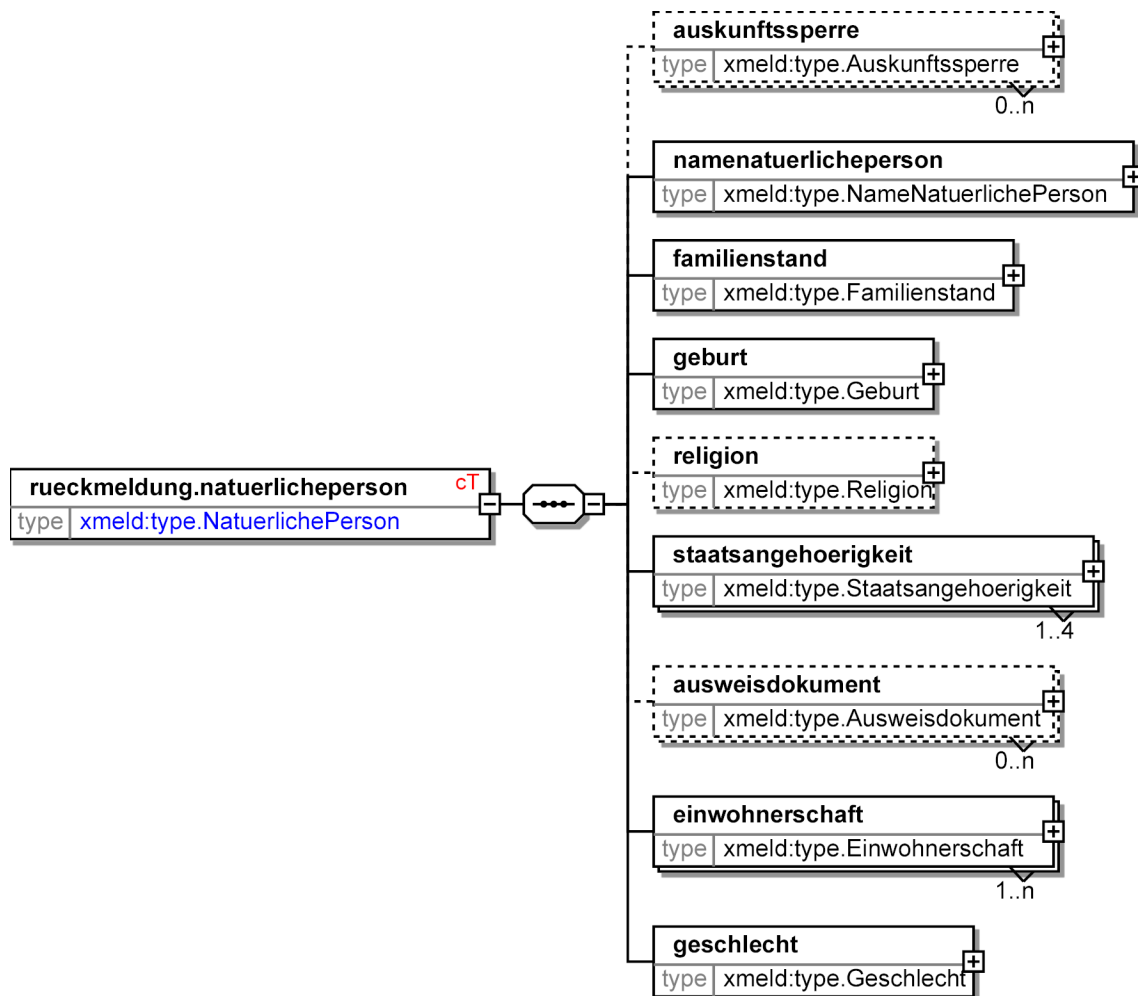 auskunftssperre
type xmeld:type.Auskunftssperre
0..n
namenatuerlicheperson
type xmeld:type.NameNatuerlichePerson
familienstand
type xmeld:type.Familienstand
geburt
type xmeld:type.Geburt
religion
type xmeld:type.Religion
rueckmeldung.natuerlicheperson cT
type xmeld:type.NatuerlichePerson
staatsangehoerigkeit
type xmeld:type.Staatsangehoerigkeit
1..4
ausweisdokument
type xmeld:type.Ausweisdokument
0..n
einwohnerschaft
type xmeld:type.Einwohnerschaft
1..n
geschlecht
type xmeld:type.Geschlecht